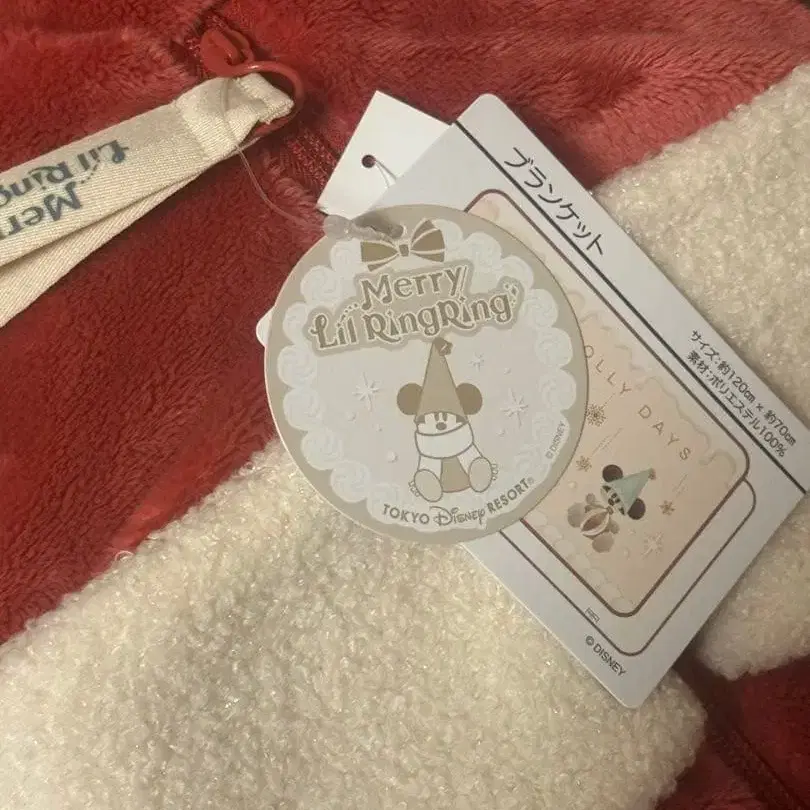 Merry
Lil Ring
Merry
Lil RingRing
TOKYO Disney RESORT®
©DISNEY
ブランケット
サイズ:約120cm × 約70cm
素材:ポリエステル100%
OLLY DAYS
©DISNEY